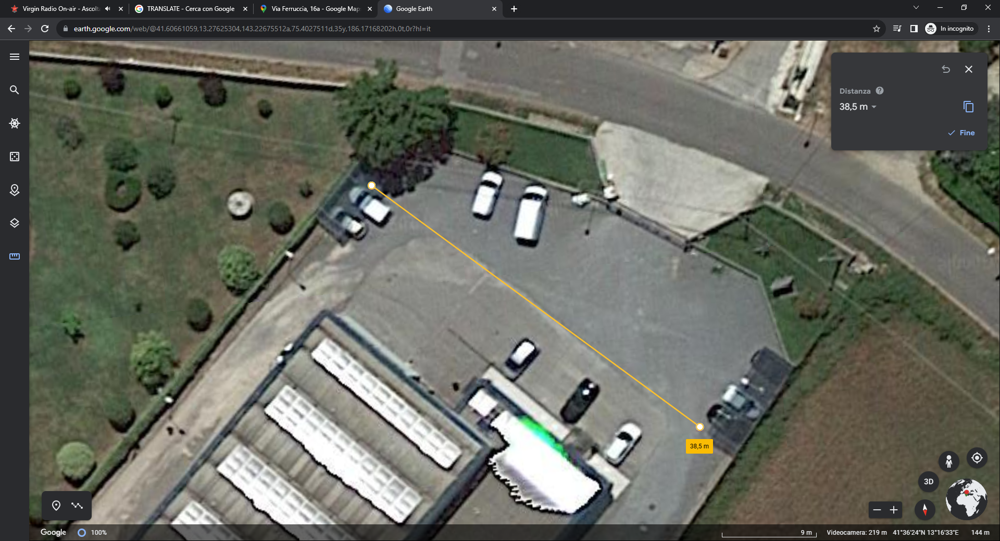 Virgin Radio On-air - Ascolt
TRANSLATE - Cerca con Google
Via Ferruccia, 16a - Google Map
Google Earth
earth.google.com/web/@41.60661059,13.27625304,143.22675512a,75.4027511d,35y,186.17168202h,0t,0r?hl=it
In incognito
Distanza
38,5 m
Fine
38,5 m
3D
Google
100%
9 m
Videocamera: 219 m 41°36'24"N 13°16'33"E 144 m